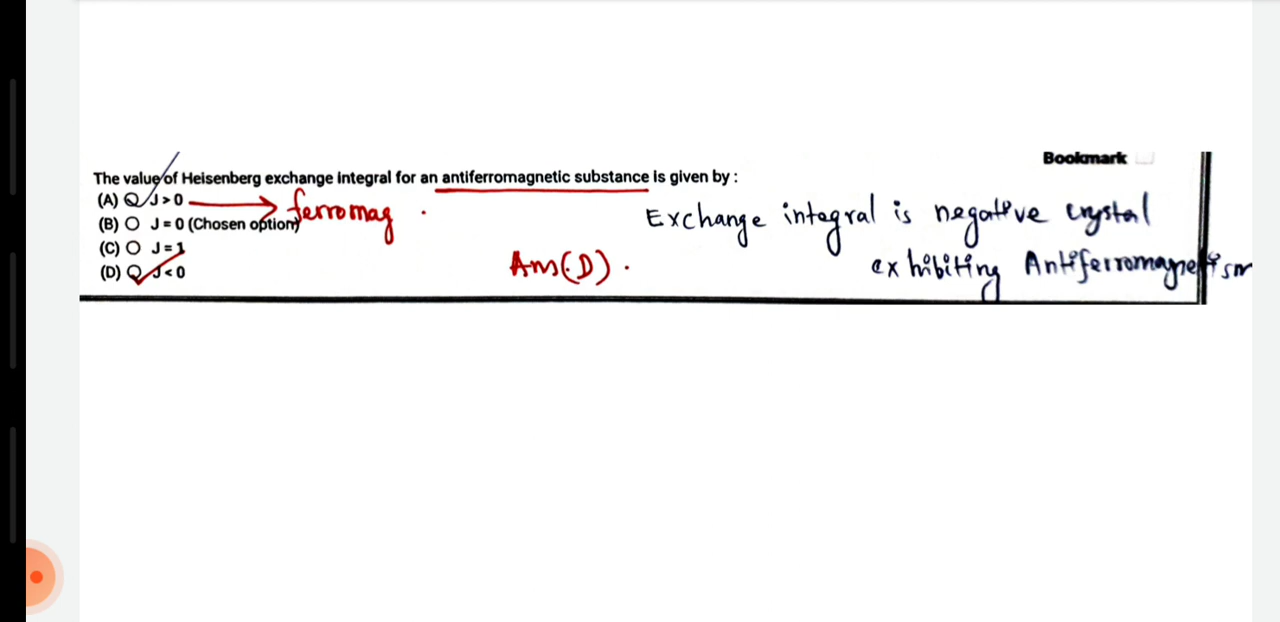 Bookmark
The value of Heisenberg exchange integral for an antiferromagnetic substance is given by :
(A) J > 0 ferromag .
(B) J = 0 (Chosen option)
(C) J = 1
(D) J < 0
Ans(D) .
Exchange integral is negative crystal
exhibiting Antiferromagnetism